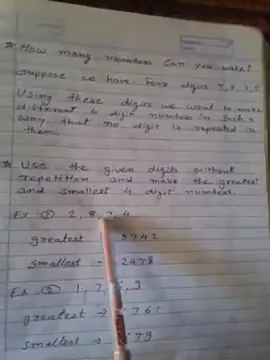 * How many numbers can you make?
Suppose we have four digits 7, 8, 3, 5
Using these digits we want to make
different 4 digit numbers in such a
way that no digit is repeated in
them.
* Use the given digits without
repetition and make the greatest
and smallest 4 digit number.
Ex ① 2, 8, 7, 4
greatest 8742
smallest - 2478
Ex ② 1, 7, 9
greatest → 761
smallest → 79